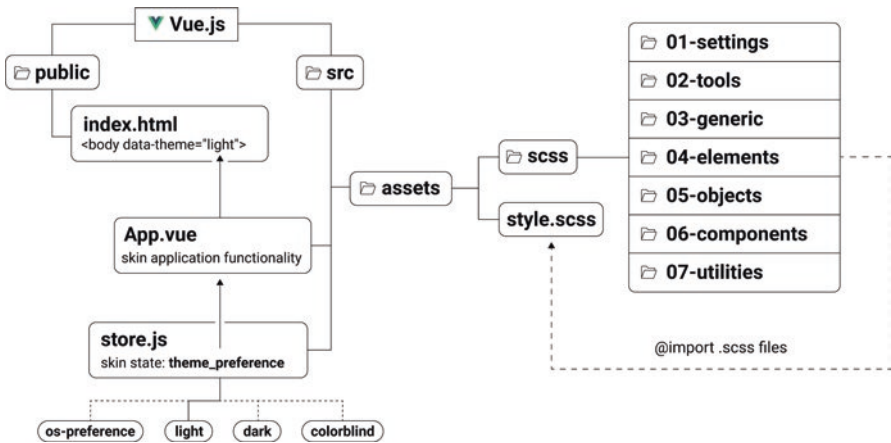 Vue.js
public
src
index.html
<body data-theme="light">
App.vue
skin application functionality
store.js
skin state: theme_preference
os-preference
light
dark
colorblind
assets
scss
style.scss
01-settings
02-tools
03-generic
04-elements
05-objects
06-components
07-utilities
@import .scss files